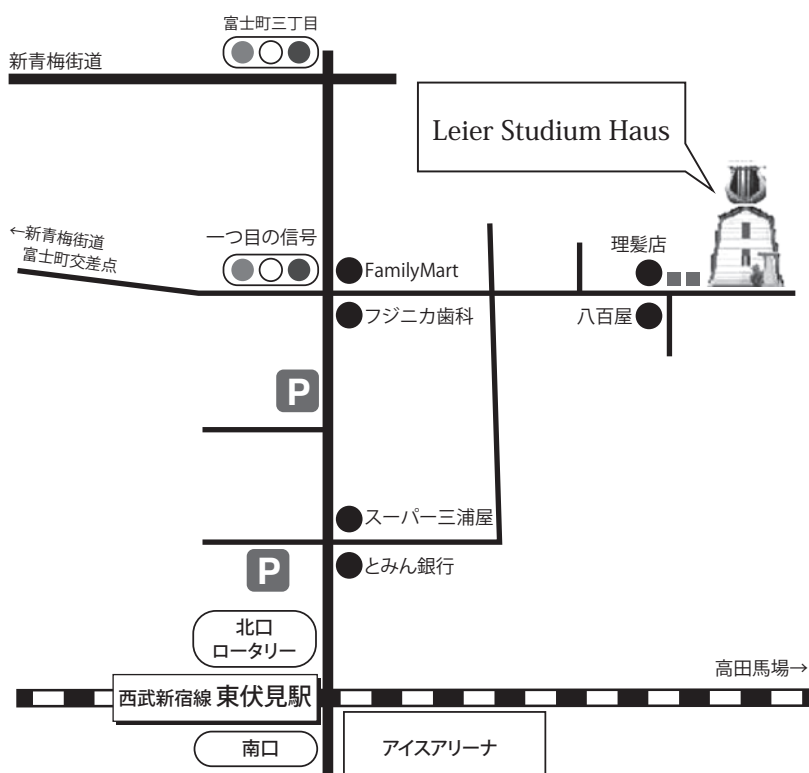 富士町三丁目
新青梅街道
Leier Studium Haus
←新青梅街道
富士町交差点
一つ目の信号
FamilyMart
理髪店
フジニカ歯科
八百屋
P
スーパー三浦屋
P
とみん銀行
北口
ロータリー
高田馬場→
西武新宿線 東伏見駅
南口
アイスアリーナ